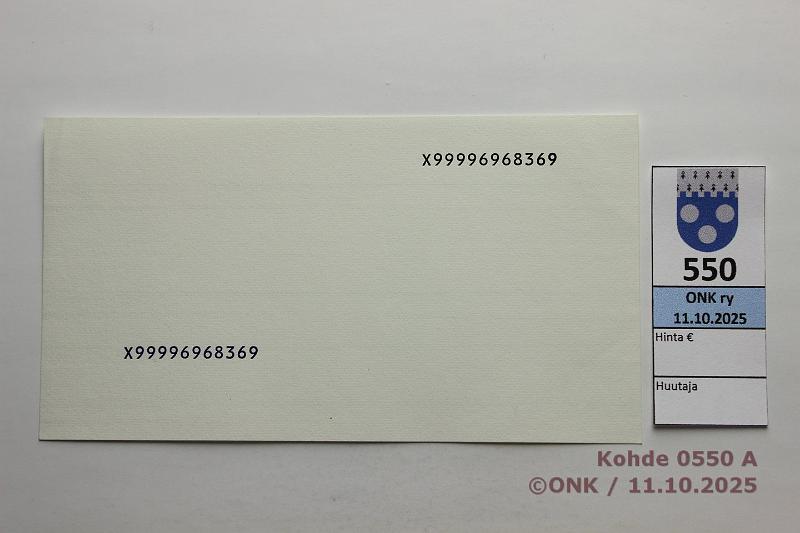 X99996968369
X99996968369
550
ONK ry
11.10.2025
Hinta €
Huutaja
Kohde 0550 A
©ONK / 11.10.2025